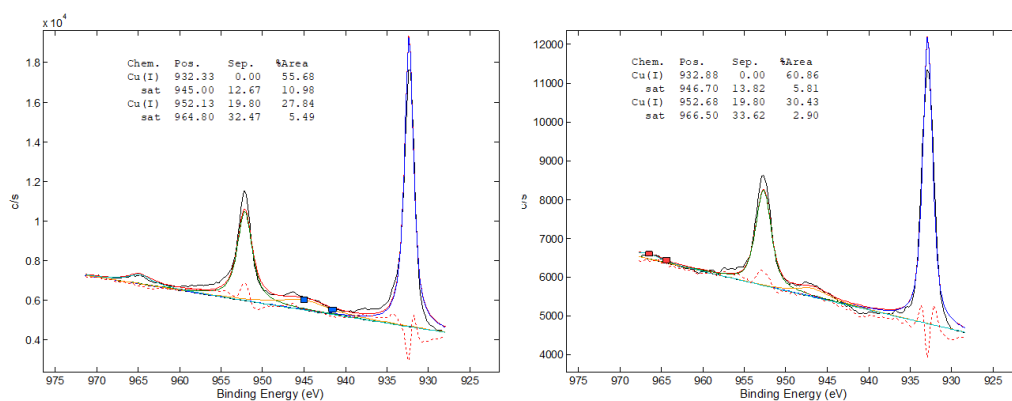 x 10⁴
Chem. Pos. Sep. %Area
Cu(I) 932.33 0.00 55.68
sat 945.00 12.67 10.98
Cu(I) 952.13 19.80 27.84
sat 964.80 32.47 5.49
1.8
1.6
1.4
1.2
1
0.8
0.6
0.4
c/s
975 970 965 960 955 950 945 940 935 930 925
Binding Energy (eV)
Chem. Pos. Sep. %Area
Cu(I) 932.88 0.00 60.86
sat 946.70 13.82 5.81
Cu(I) 952.68 19.80 30.43
sat 966.50 33.62 2.90
12000
11000
10000
9000
8000
7000
6000
5000
4000
c/s
975 970 965 960 955 950 945 940 935 930 925
Binding Energy (eV)